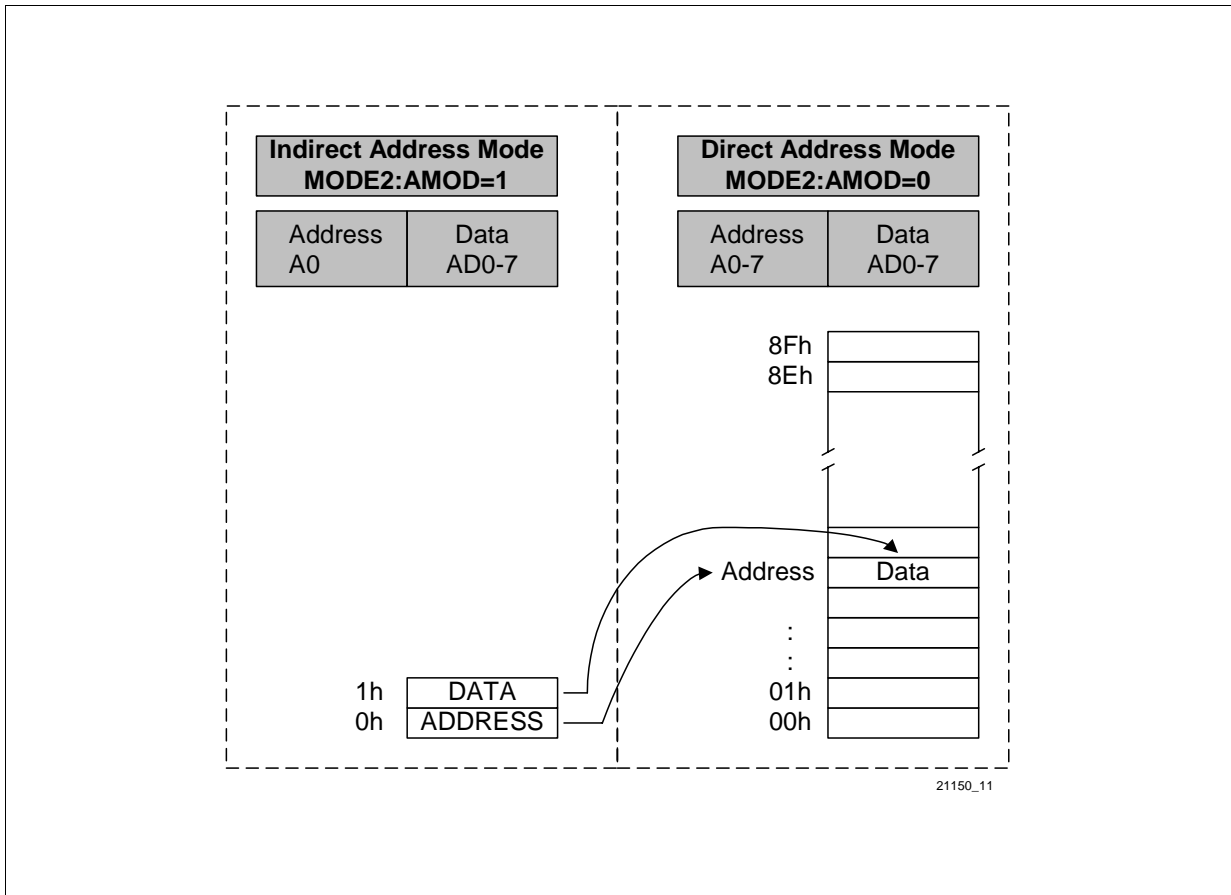 Indirect Address Mode
MODE2:AMOD=1
Address
A0
Data
AD0-7
Direct Address Mode
MODE2:AMOD=0
Address
A0-7
Data
AD0-7
8Fh
8Eh
Address
Data
:
:
1h
DATA
01h
0h
ADDRESS
00h
21150_11